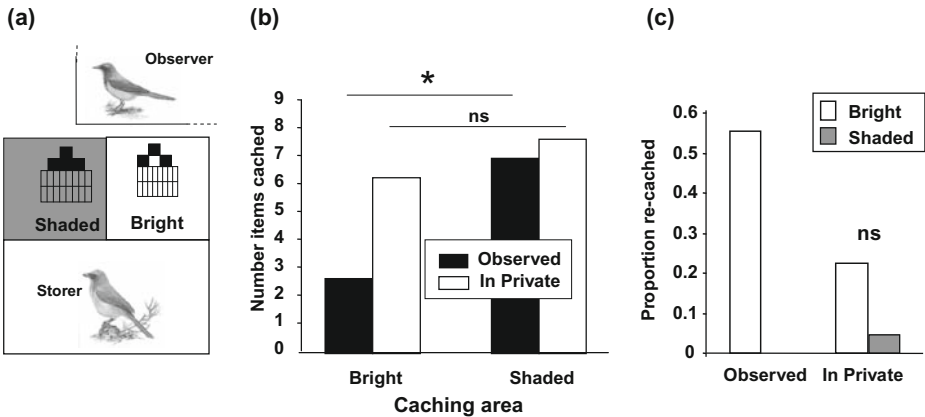 (a)
Observer
Shaded
Bright
Storer
(b)
*
ns
Number items cached
9
8
7
6
5
4
3
2
1
0
Observed
In Private
Bright
Shaded
Caching area
(c)
Bright
Shaded
ns
Proportion re-cached
0.6
0.5
0.4
0.3
0.2
0.1
0
Observed
In Private